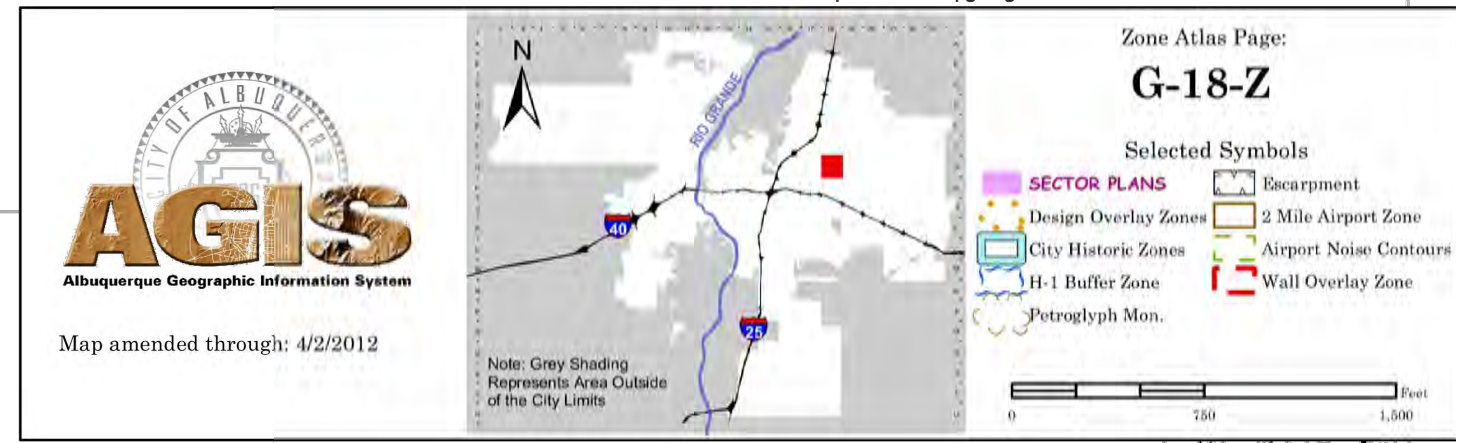 CITY OF ALBUQUERQUE
AGIS
Albuquerque Geographic Information System
Map amended through: 4/2/2012
N
RIO GRANDE
40
25
Note: Grey Shading
Represents Area Outside
of the City Limits
Zone Atlas Page:
G-18-Z
Selected Symbols
SECTOR PLANS
Escarpment
Design Overlay Zones
2 Mile Airport Zone
City Historic Zones
Airport Noise Contours
H-1 Buffer Zone
Wall Overlay Zone
Petroglyph Mon.
Feet
0 750 1,500